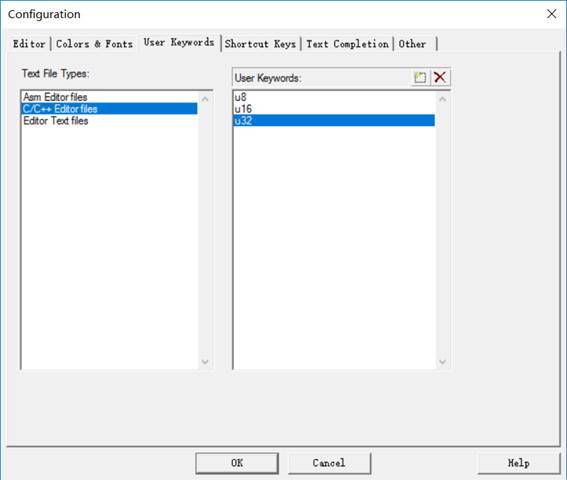 Configuration
Editor Colors & Fonts User Keywords Shortcut Keys Text Completion Other
Text File Types:
User Keywords:
Asm Editor files
C/C++ Editor files
Editor Text files
u8
u16
u32
OK Cancel Help